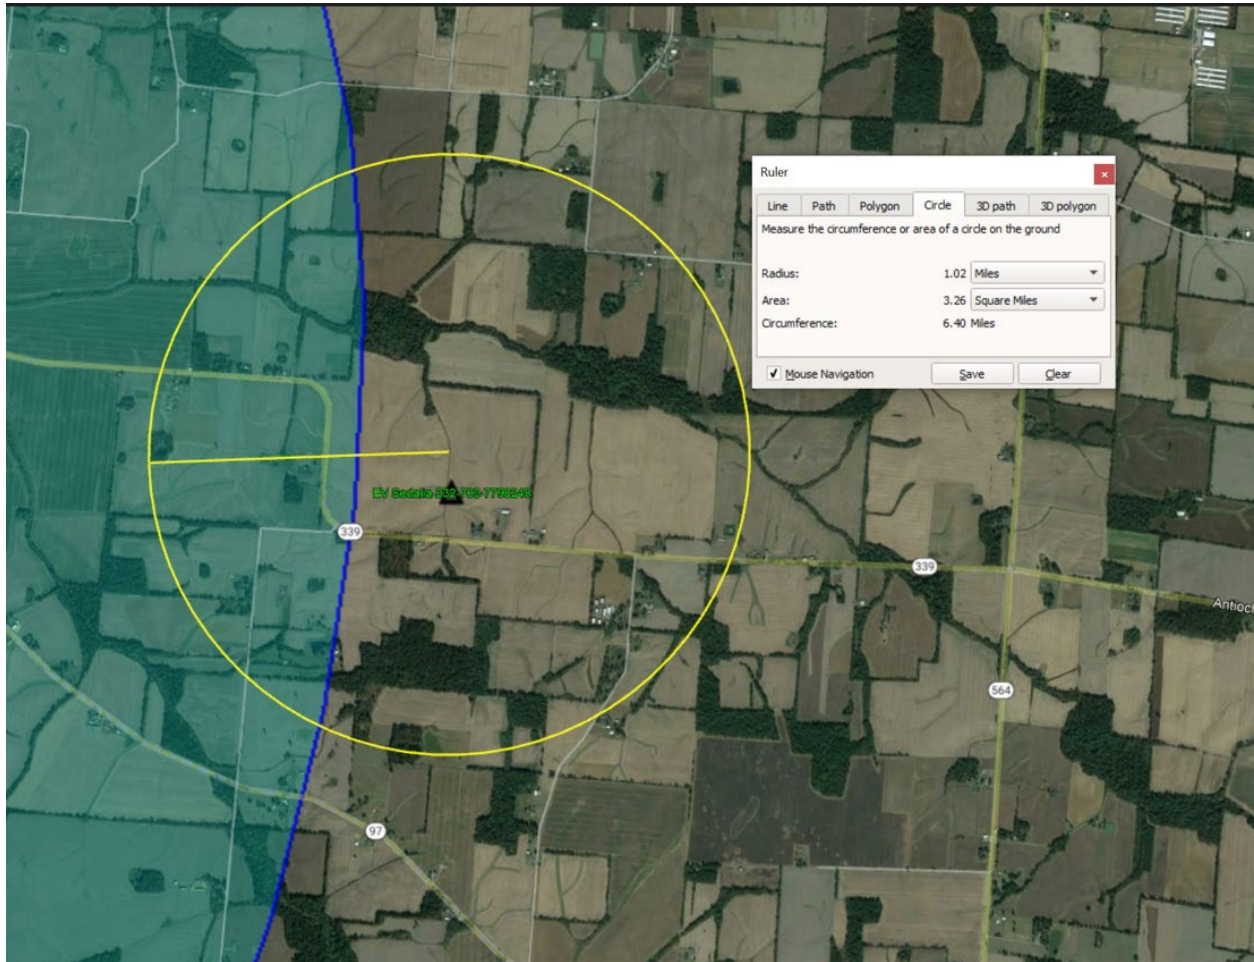 Ruler
Line Path Polygon Circle 3D path 3D polygon
Measure the circumference or area of a circle on the ground
Radius: 1.02 Miles
Area: 3.26 Square Miles
Circumference: 6.40 Miles
Mouse Navigation Save Clear
EV Sedalia
339
339
Antioch
564
97